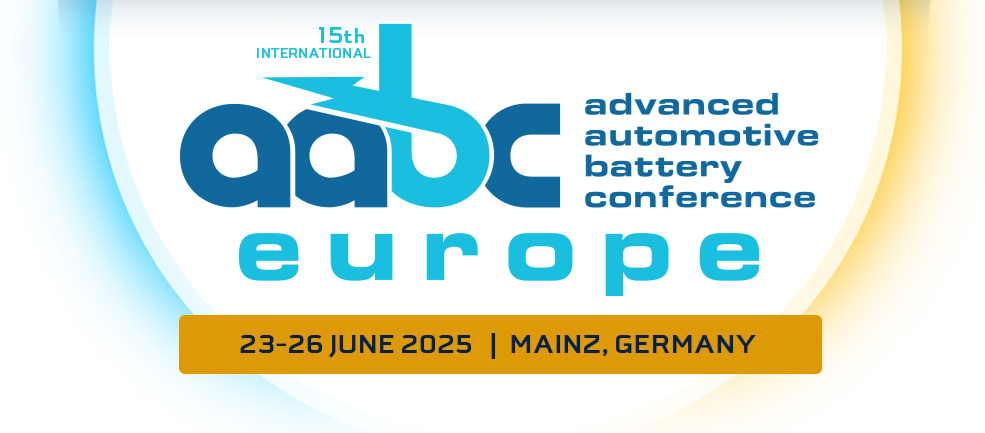 15th
INTERNATIONAL
aabc
advanced
automotive
battery
conference
europe
23-26 JUNE 2025 | MAINZ, GERMANY